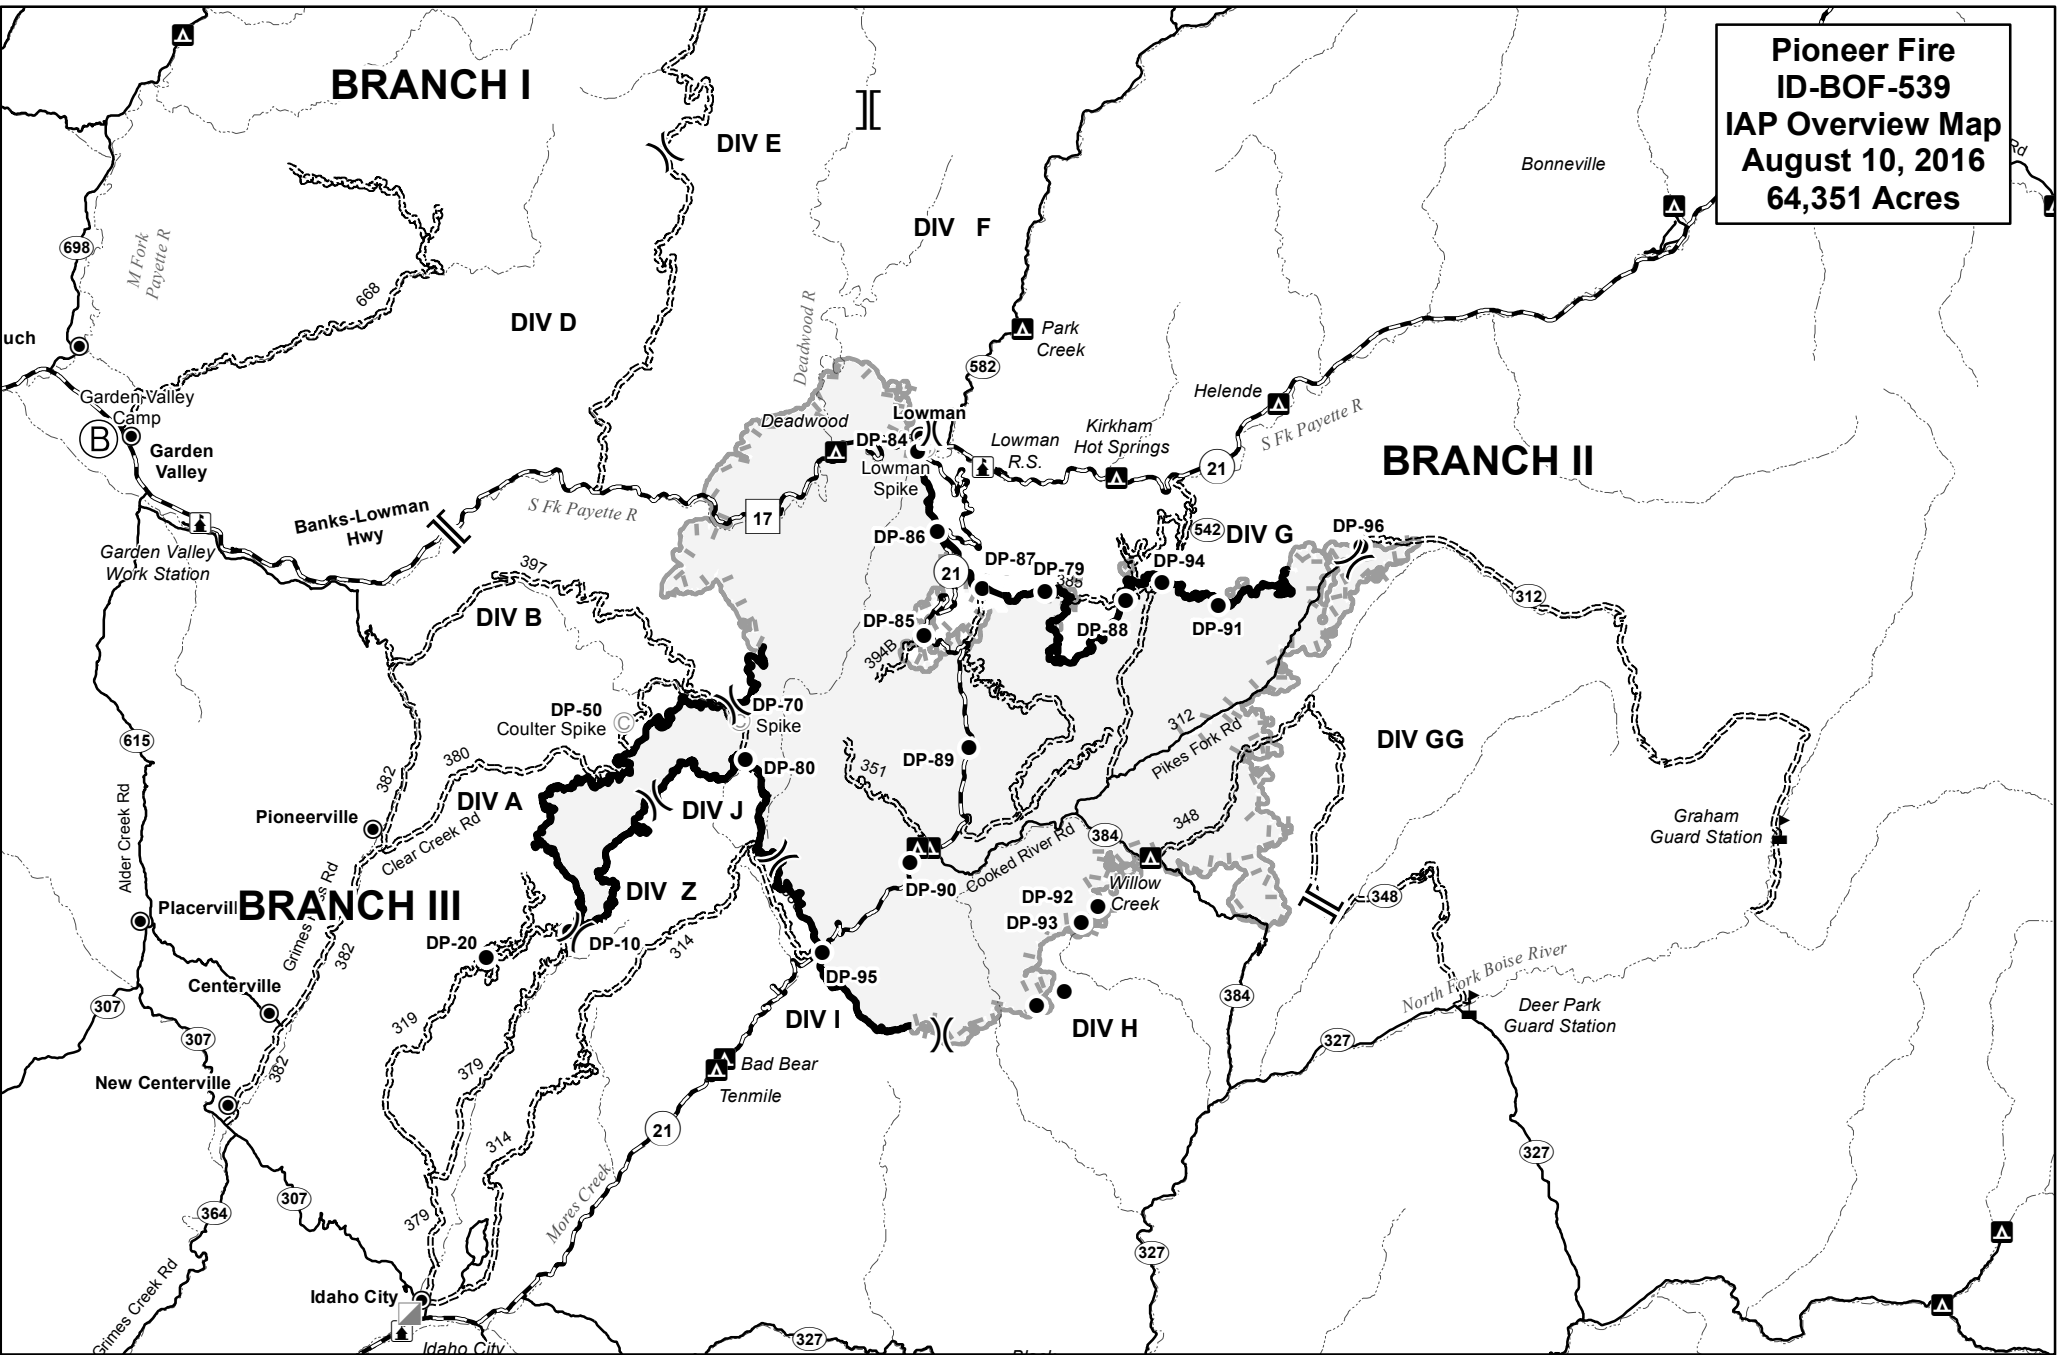 Pioneer Fire
ID-BOF-539
IAP Overview Map
August 10, 2016
64,351 Acres
Rd
BRANCH I
DIV E
DIV F
Bonneville
698
M Fork
Payette R
668
DIV D
Deadwood R
Park
Creek
582
uch
Garden Valley
Camp
B
Garden
Valley
Helende
S Fk Payette R
Deadwood
Lowman
DP-84
Lowman
Spike
Lowman
R.S.
Kirkham
Hot Springs
21
BRANCH II
Banks-Lowman
Hwy
S Fk Payette R
17
Garden Valley
Work Station
DP-86
542
DIV G
DP-96
397
21
DP-87
DP-79
DP-94
312
DIV B
DP-85
394B
DP-88
DP-91
DP-50
Coulter Spike
C
DP-70
Spike
312
Pikes Fork Rd
DIV GG
615
380
382
DP-80
DP-89
351
DIV A
DIV J
Pioneerville
Clear Creek Rd
Alder Creek Rd
384
348
Graham
Guard Station
Cooked River Rd
DP-90
Willow
Creek
DP-92
DP-93
348
Placervill
BRANCH III
Grimes Rd
382
DIV Z
DP-20
DP-10
314
DP-95
North Fork Boise River
Centerville
307
307
319
DIV I
DIV H
384
Deer Park
Guard Station
327
New Centerville
382
379
Bad Bear
Tenmile
314
21
327
307
364
379
Mores Creek
327
Grimes Creek Rd
Idaho City
Idaho City
327